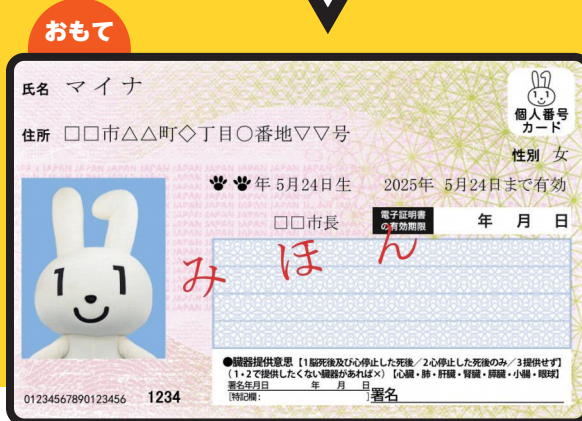 おもて
氏名 マイナ
個人番号
カード
住所 □□市△△町◇丁目○番地▽▽号
性別 女
年 5月24日生 2025年 5月24日まで有効
□□市長 電子証明書の有効期限 年 月 日
みほん
●臓器提供意思【1脳死後及び心停止した死後/2心停止した死後のみ/3提供せず】
(1・2で提供したくない臓器があれば×)【心臓・肺・肝臓・腎臓・膵臓・小腸・眼球】
署名年月日 年 月 日
[特記欄: ] 署名
01234567890123456 1234